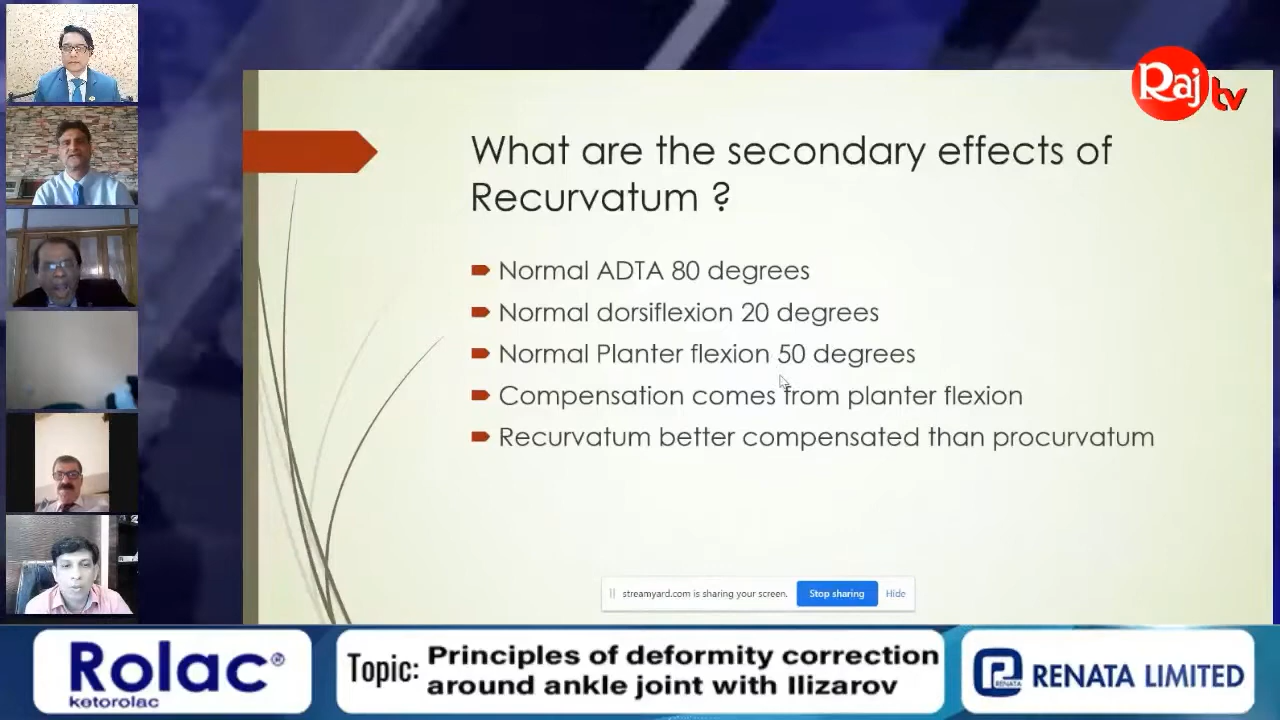 Raj tv
What are the secondary effects of
Recurvatum ?
Normal ADTA 80 degrees
Normal dorsiflexion 20 degrees
Normal Planter flexion 50 degrees
Compensation comes from planter flexion
Recurvatum better compensated than procurvatum
streamyard.com is sharing your screen.
Stop sharing
Hide
Rolac®
ketorolac
Topic:
Principles of deformity correction
around ankle joint with Ilizarov
RENATA
RENATA LIMITED